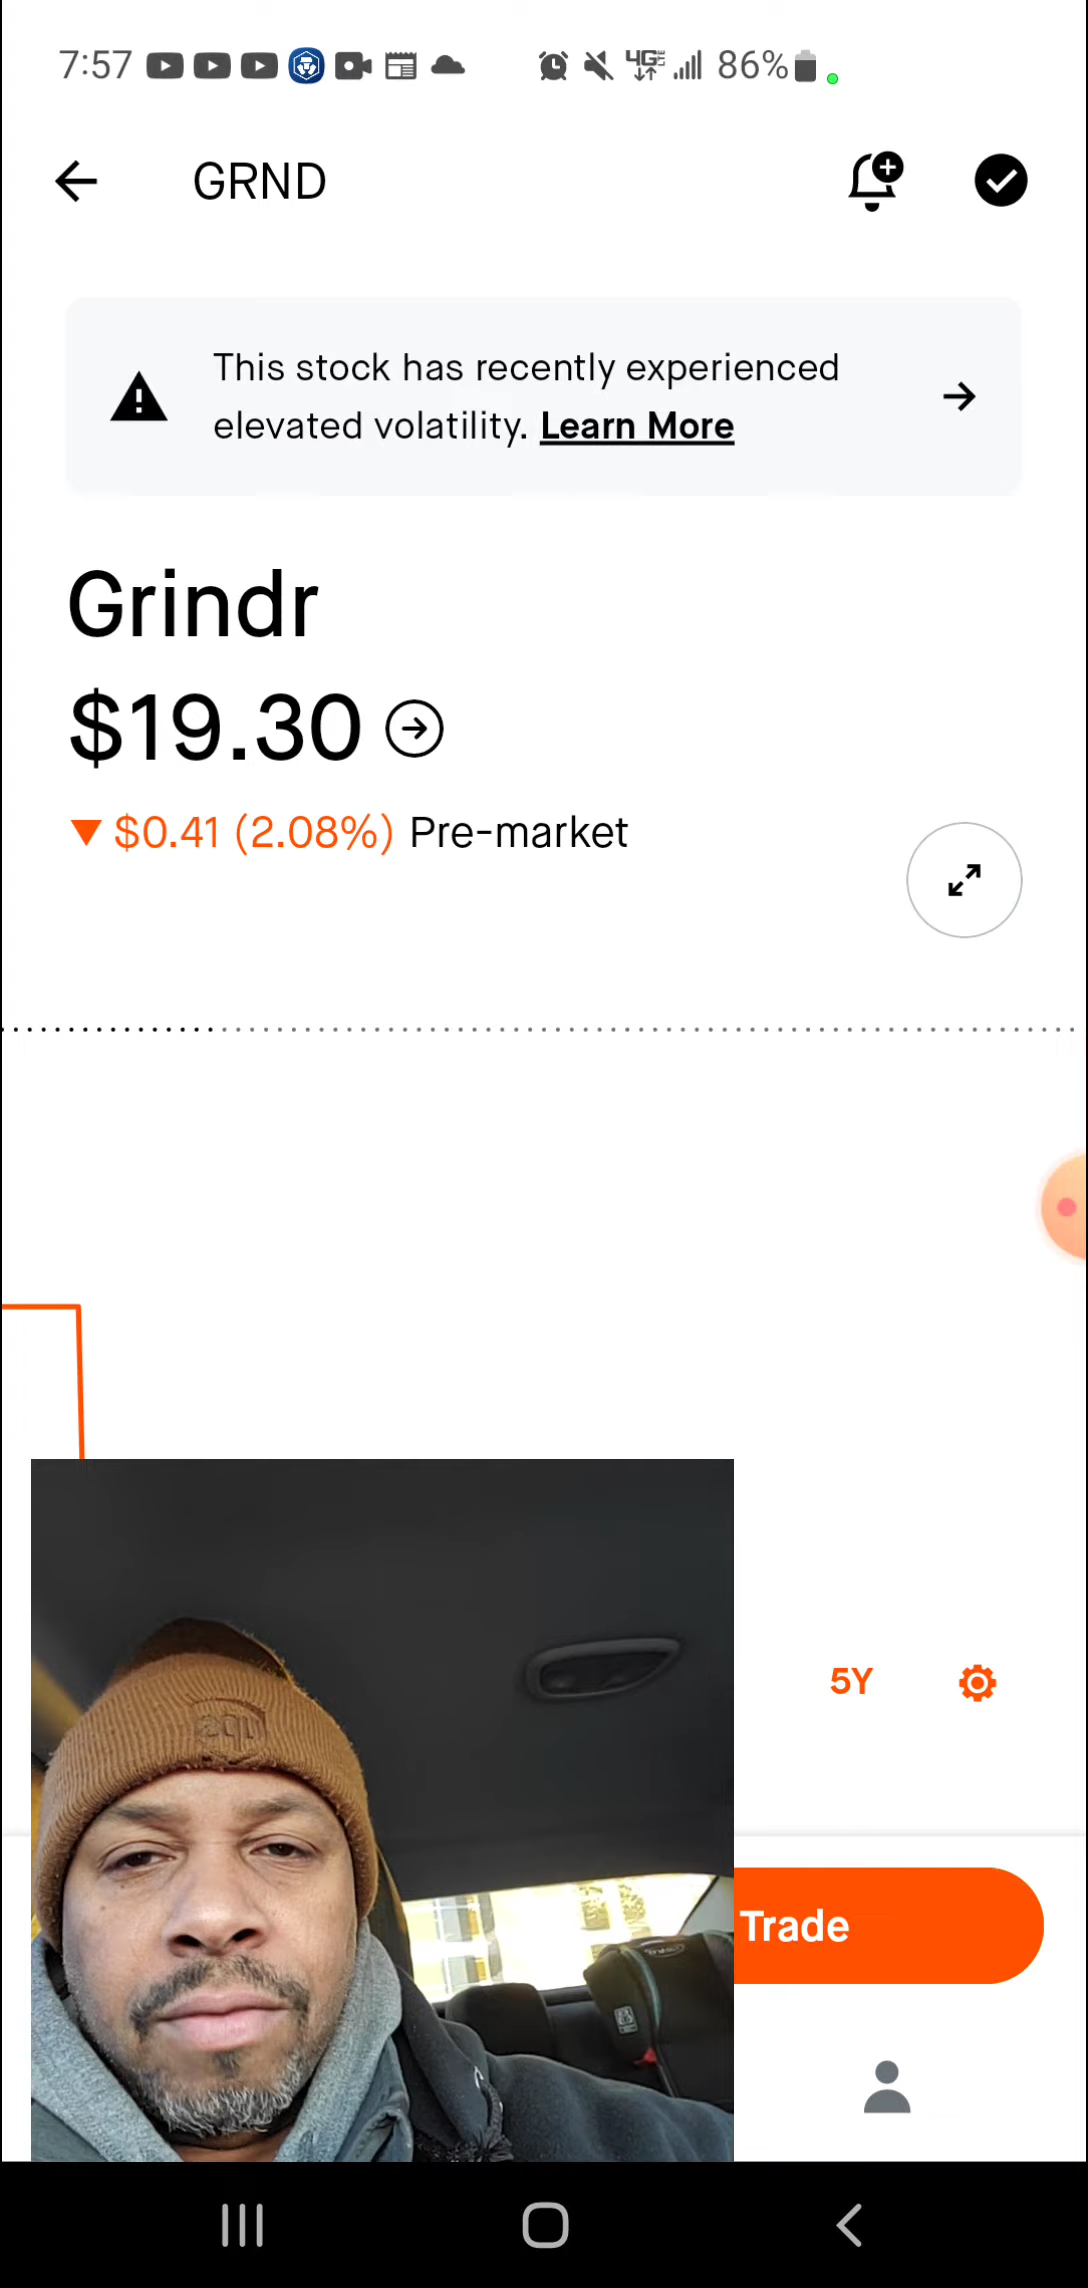 7:57 4GE 86%
GRND
This stock has recently experienced
elevated volatility. Learn More
Grindr
$19.30
▼ $0.41 (2.08%) Pre-market
5Y
Trade